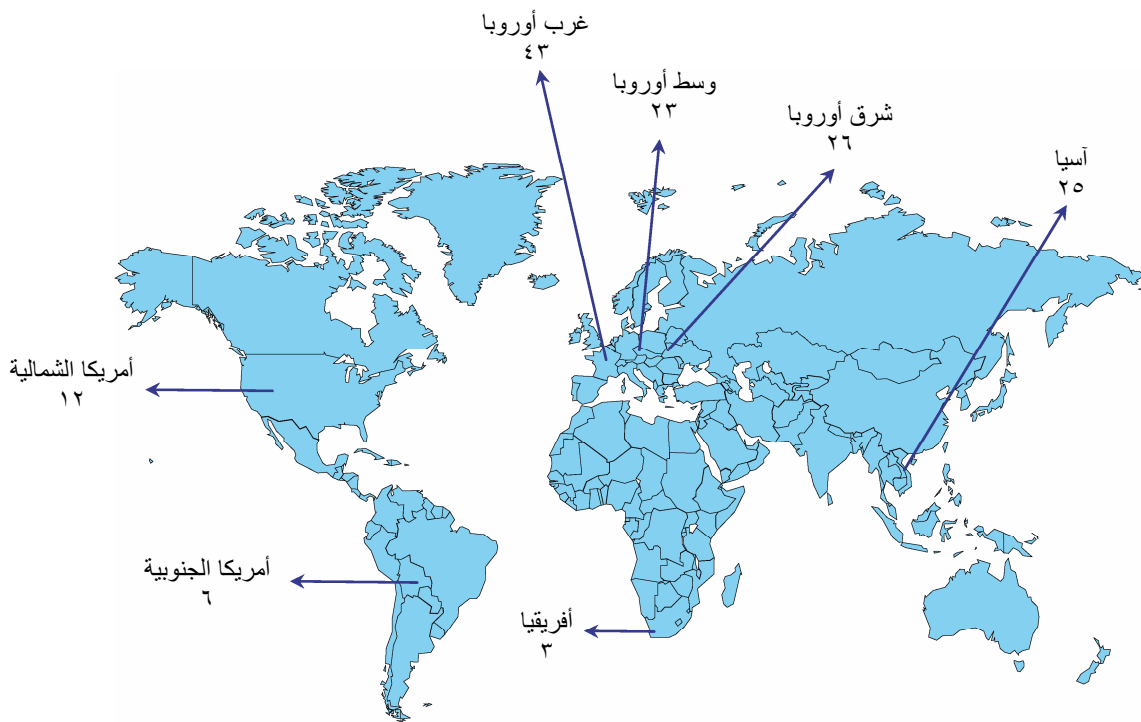 غرب أوروبا
٤٣
وسط أوروبا
٢٣
شرق أوروبا
٢٦
آسيا
٢٥
أمريكا الشمالية
١٢
أمريكا الجنوبية
٦
أفريقيا
٣